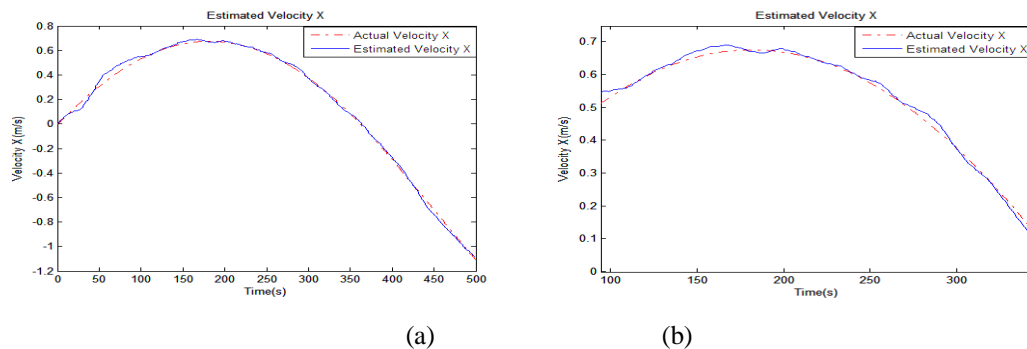 Estimated Velocity X
Actual Velocity X
Estimated Velocity X
Velocity X(m/s)
0.8
0.6
0.4
0.2
0
-0.2
-0.4
-0.6
-0.8
-1
-1.2
0 50 100 150 200 250 300 350 400 450 500
Time(s)
(a)
Estimated Velocity X
Actual Velocity X
Estimated Velocity X
Velocity X(m/s)
0.7
0.6
0.5
0.4
0.3
0.2
0.1
0
100 150 200 250 300
Time(s)
(b)